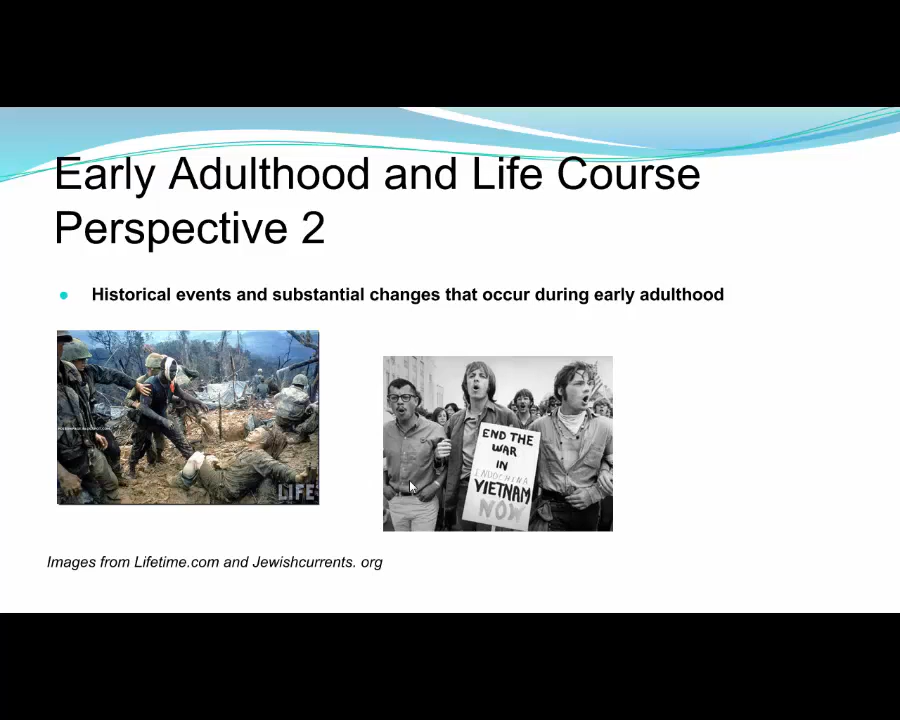 Early Adulthood and Life Course
Perspective 2
Historical events and substantial changes that occur during early adulthood
LIFE
END THE
WAR
IN
INDOCHINA
VIETNAM
NOW
Images from Lifetime.com and Jewishcurrents. org